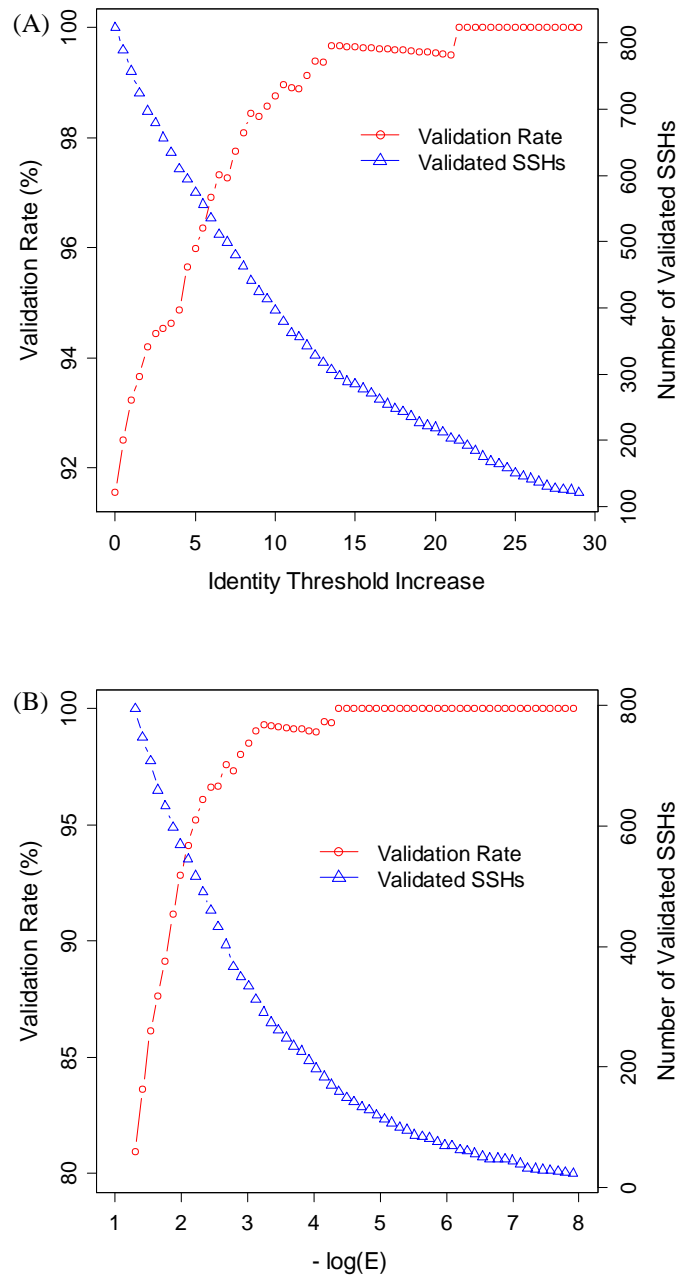 (A)
100
98
96
94
92
Validation Rate (%)
800
700
600
500
400
300
200
100
Number of Validated SSHs
Validation Rate
Validated SSHs
0 5 10 15 20 25 30
Identity Threshold Increase
(B)
100
95
90
85
80
Validation Rate (%)
800
600
400
200
0
Number of Validated SSHs
Validation Rate
Validated SSHs
1 2 3 4 5 6 7 8
- log(E)